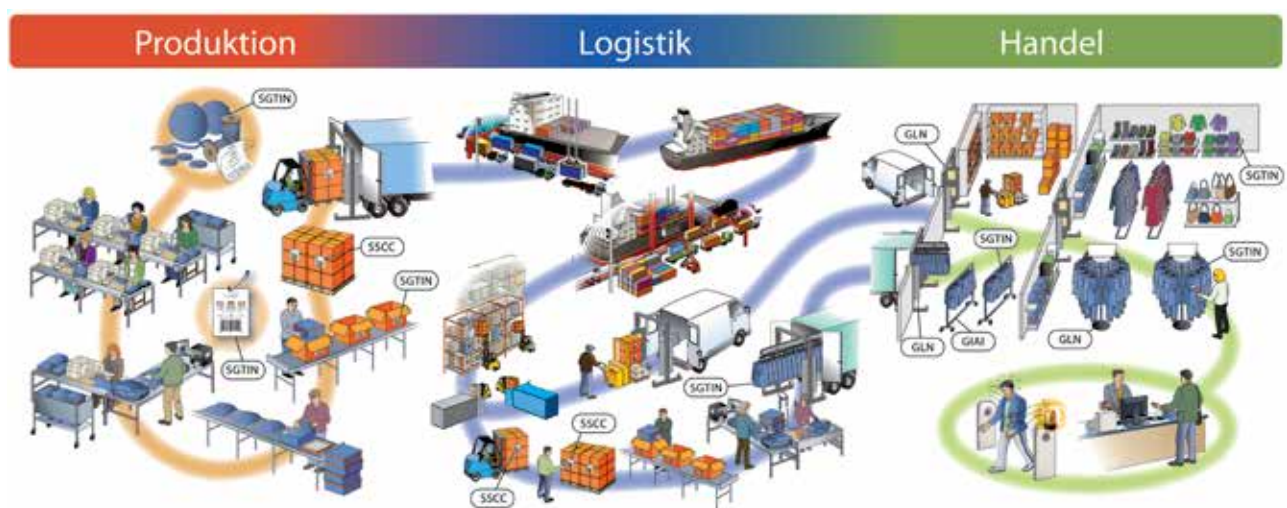 Produktion
Logistik
Handel
SGTIN
SSCC
SGTIN
SGTIN
SGTIN
SSCC
SSCC
GLN
SGTIN
SGTIN
SGTIN
GLN
GIAI
GLN